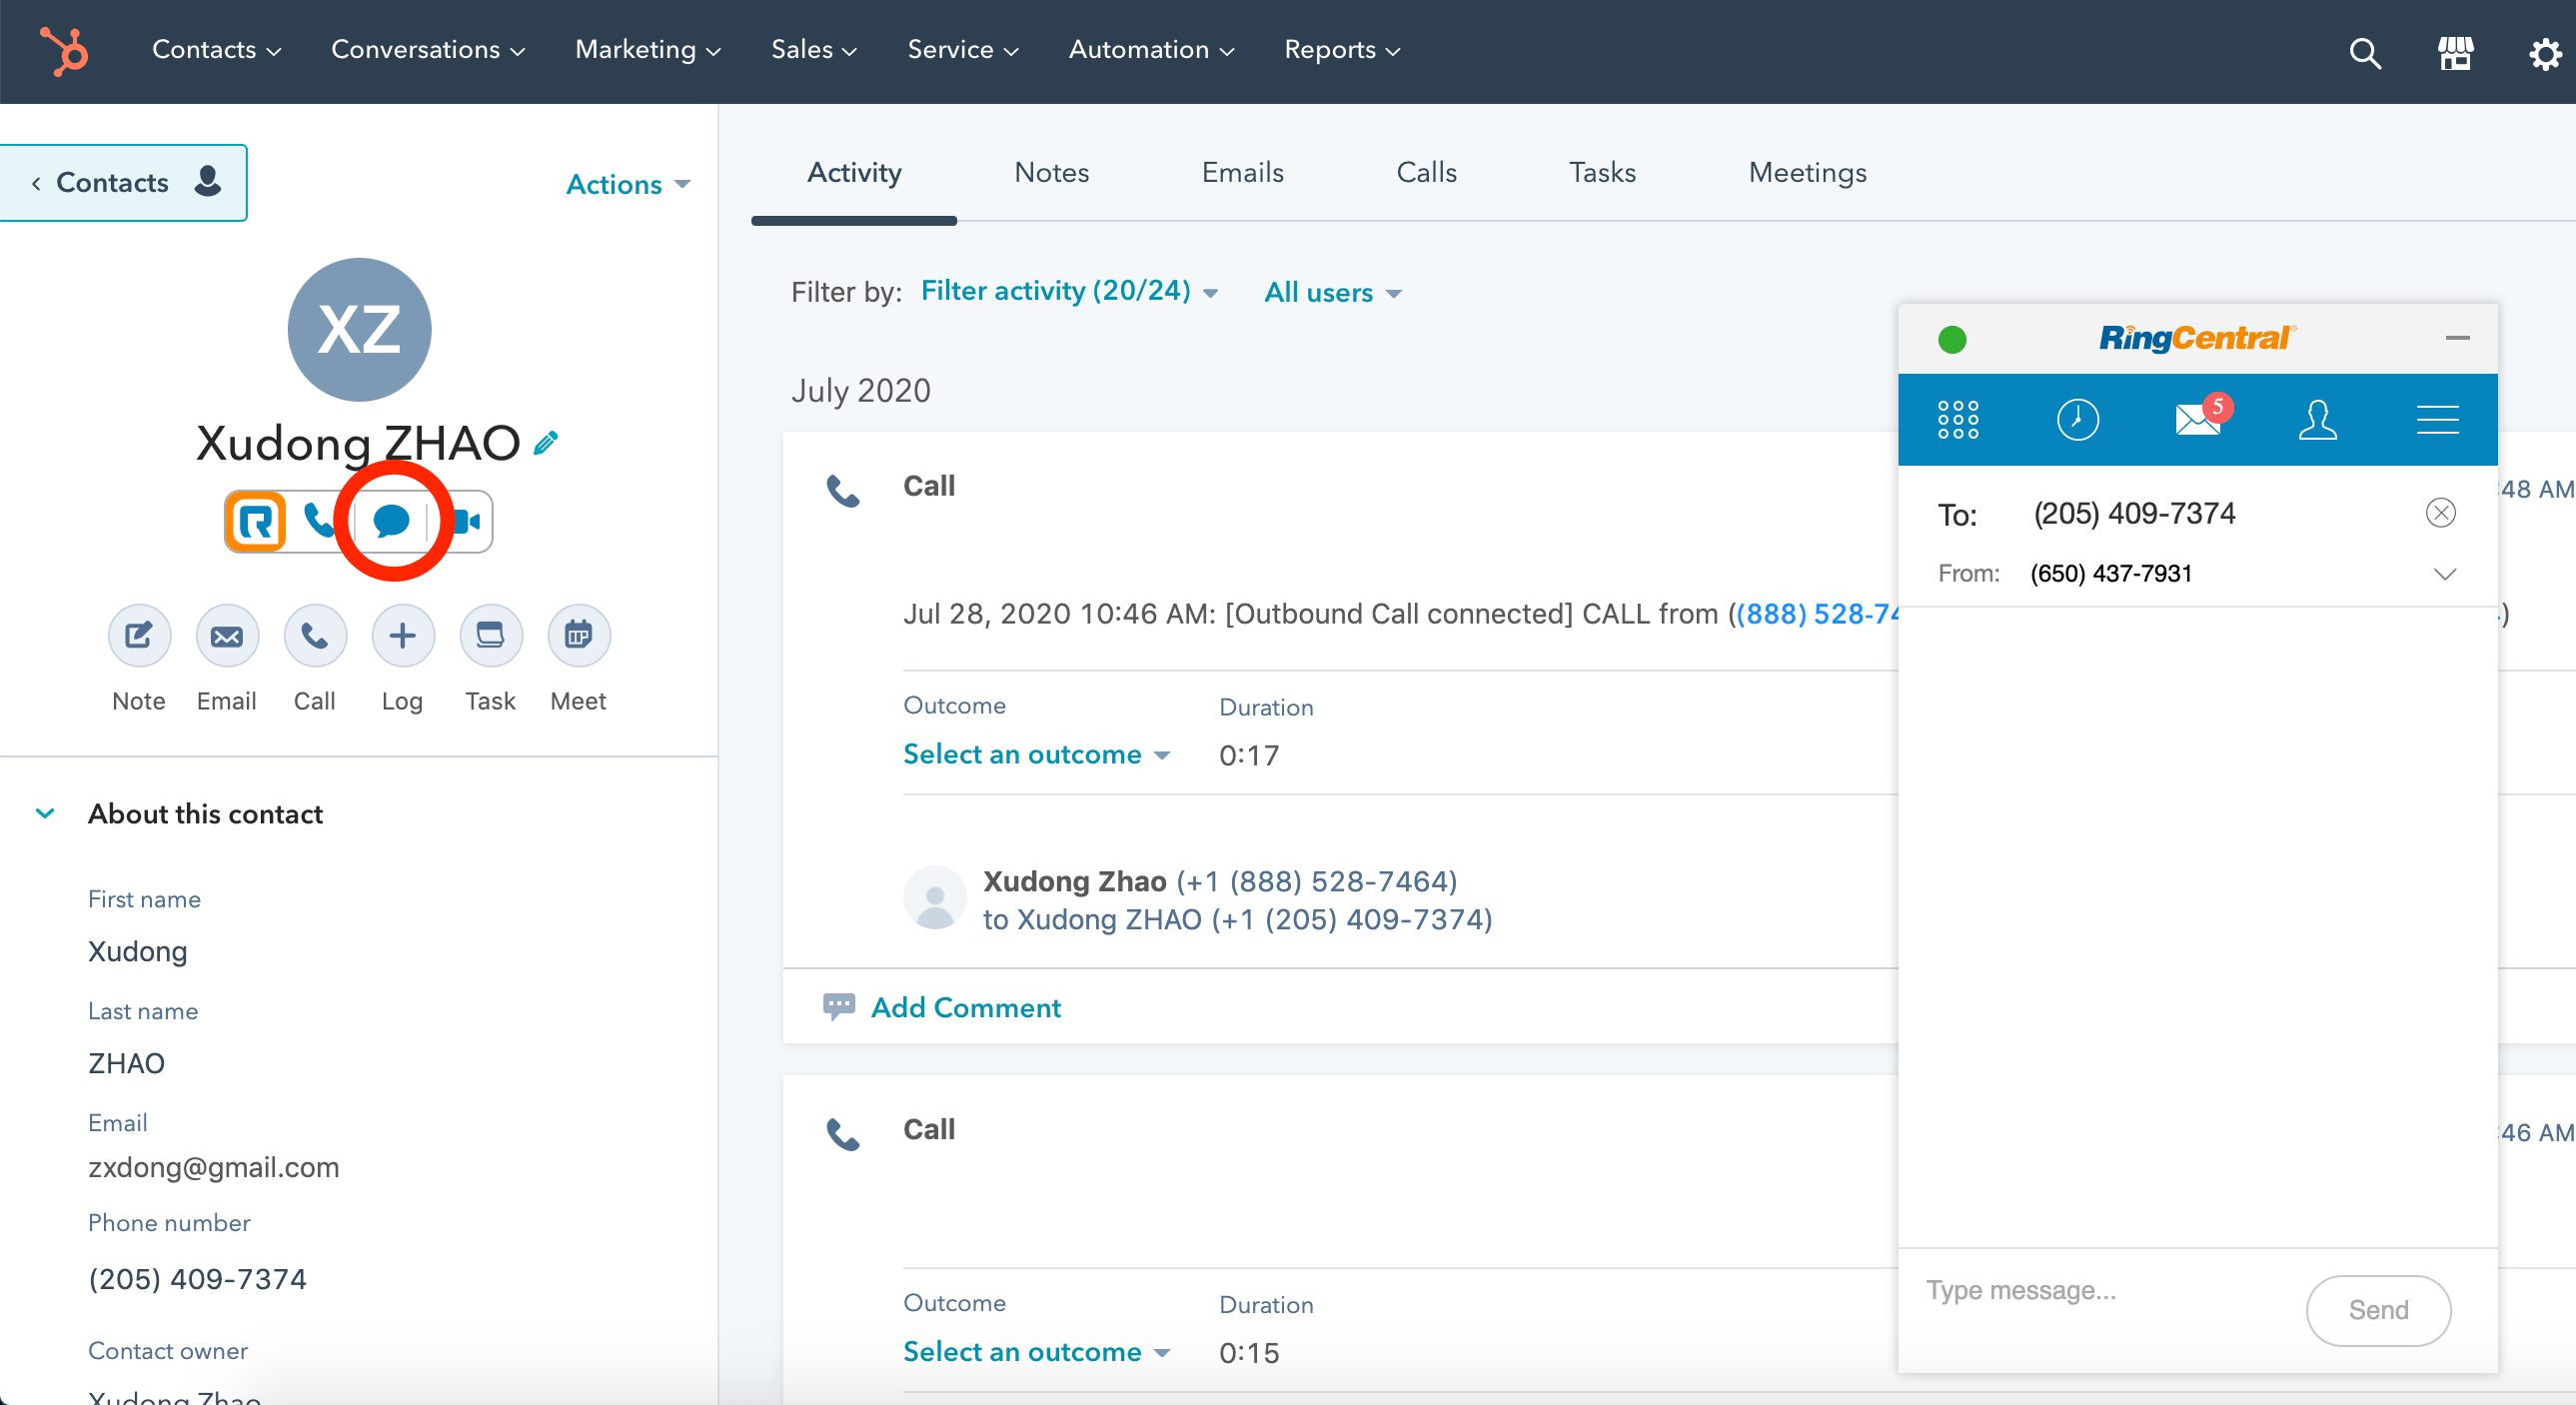 Contacts Conversations Marketing Sales Service Automation Reports
Contacts
Actions
XZ
Xudong ZHAO
Note Email Call Log Task Meet
About this contact
First name
Xudong
Last name
ZHAO
Email
zxdong@gmail.com
Phone number
(205) 409-7374
Contact owner
Xudong Zhao
Activity Notes Emails Calls Tasks Meetings
Filter by: Filter activity (20/24) All users
July 2020
Call
:48 AM
Jul 28, 2020 10:46 AM: [Outbound Call connected] CALL from ((888) 528-74
Outcome Duration
Select an outcome 0:17
Xudong Zhao (+1 (888) 528-7464)
to Xudong ZHAO (+1 (205) 409-7374)
Add Comment
Call
:46 AM
Outcome Duration
Select an outcome 0:15
RingCentral®
5
To: (205) 409-7374
From: (650) 437-7931
Type message...
Send